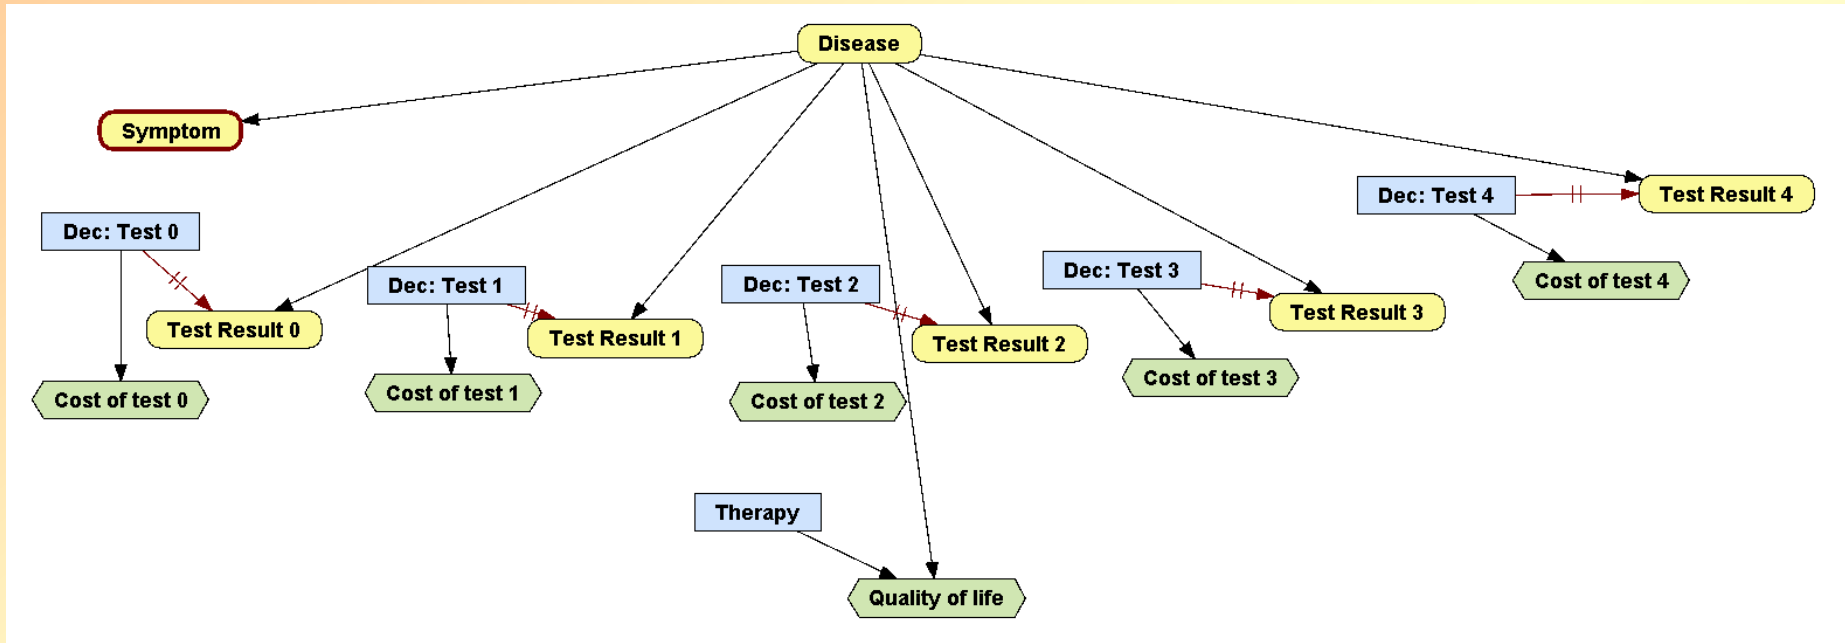 Disease
Symptom
Dec: Test 4
Test Result 4
Dec: Test 0
Dec: Test 1
Dec: Test 2
Dec: Test 3
Cost of test 4
Test Result 0
Test Result 1
Test Result 2
Test Result 3
Cost of test 0
Cost of test 1
Cost of test 2
Cost of test 3
Therapy
Quality of life